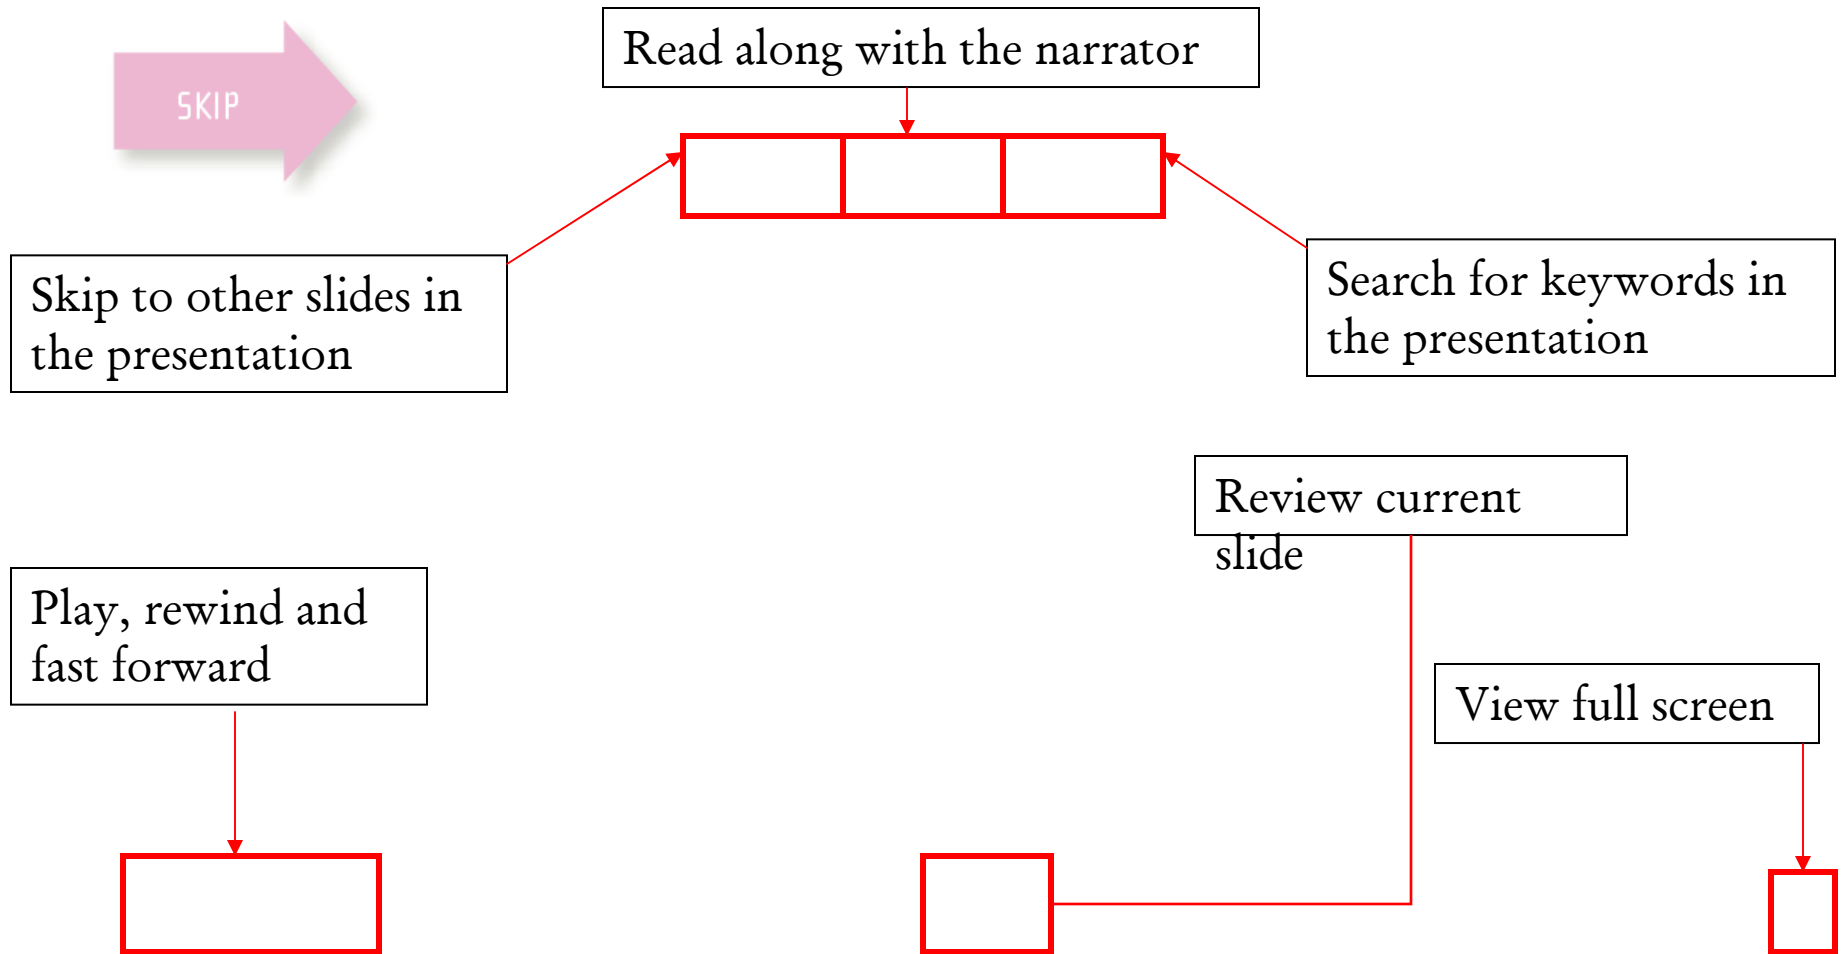 SKIP
Read along with the narrator
Skip to other slides in
the presentation
Search for keywords in
the presentation
Review current
slide
Play, rewind and
fast forward
View full screen